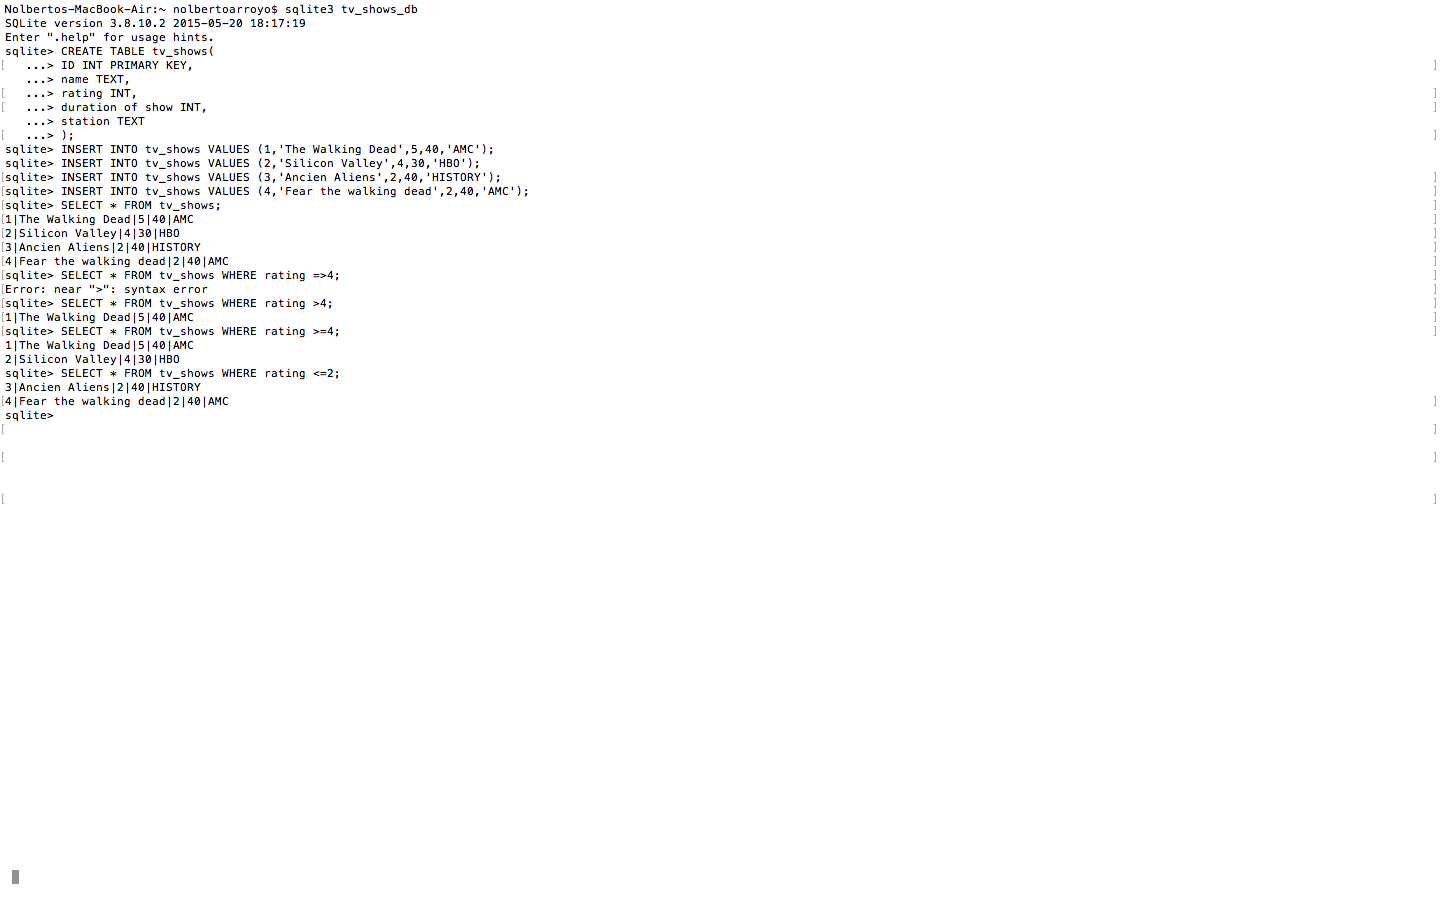 Nolbertos-MacBook-Air:~ nolbertoarroyo$ sqlite3 tv_shows_db
SQLite version 3.8.10.2 2015-05-20 18:17:19
Enter ".help" for usage hints.
sqlite> CREATE TABLE tv_shows(
[   ...> ID INT PRIMARY KEY, ]
   ...> name TEXT,
[   ...> rating INT, ]
[   ...> duration of show INT, ]
   ...> station TEXT
[   ...> ); ]
sqlite> INSERT INTO tv_shows VALUES (1,'The Walking Dead',5,40,'AMC');
sqlite> INSERT INTO tv_shows VALUES (2,'Silicon Valley',4,30,'HBO');
[sqlite> INSERT INTO tv_shows VALUES (3,'Ancien Aliens',2,40,'HISTORY'); ]
[sqlite> INSERT INTO tv_shows VALUES (4,'Fear the walking dead',2,40,'AMC'); ]
[sqlite> SELECT * FROM tv_shows; ]
[1|The Walking Dead|5|40|AMC ]
[2|Silicon Valley|4|30|HBO ]
[3|Ancien Aliens|2|40|HISTORY ]
[4|Fear the walking dead|2|40|AMC ]
[sqlite> SELECT * FROM tv_shows WHERE rating =>4; ]
[Error: near ">": syntax error ]
[sqlite> SELECT * FROM tv_shows WHERE rating >4; ]
[1|The Walking Dead|5|40|AMC ]
[sqlite> SELECT * FROM tv_shows WHERE rating >=4; ]
1|The Walking Dead|5|40|AMC
2|Silicon Valley|4|30|HBO
sqlite> SELECT * FROM tv_shows WHERE rating <=2;
3|Ancien Aliens|2|40|HISTORY
[4|Fear the walking dead|2|40|AMC ]
sqlite>
[ ]
[ ]
[ ]